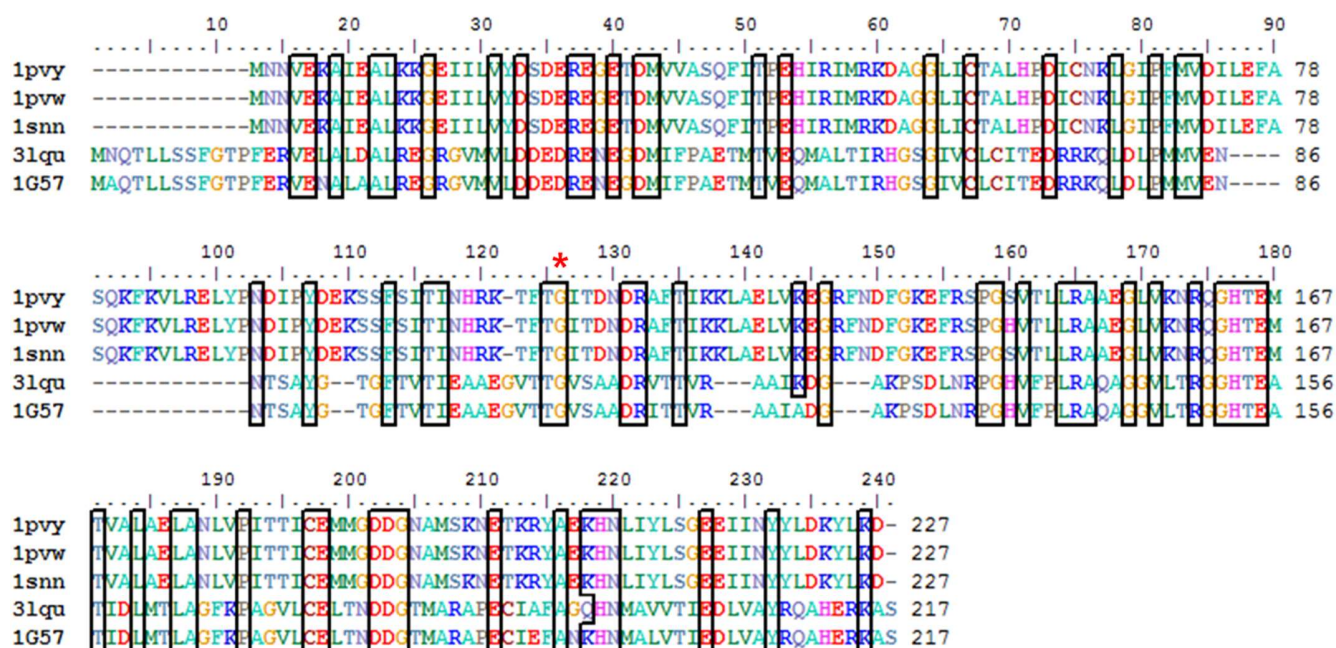 10 20 30 40 50 60 70 80 90
1pvy ------------MNNVEKAIEALKKGEIILVYDSDEREGETDMVVASQFITPEHIRIMRKDAGGLICTALHPDICNKLGIPFMVDILEFA 78
1pvw ------------MNNVEKAIEALKKGEIILVYDSDEREGETDMVVASQFITPEHIRIMRKDAGGLICTALHPDICNKLGIPFMVDILEFA 78
1snn ------------MNNVEKAIEALKKGEIILVYDSDEREGETDMVVASQFITPEHIRIMRKDAGGLICTALHPDICNKLGIPFMVDILEFA 78
3lqu MNQTLLSSFGTPFERVELALDALREGRGVMVLDDEDRENEGDMIFPAETMTVEQMALTIRHGSGIVCLCITEDRRKQLDLPMMVEN---- 86
1G57 MAQTLLSSFGTPFERVENALAALREGRGVMVLDDEDRENEGDMIFPAETMTVEQMALTIRHGSGIVCLCITEDRRKQLDLPMMVEN---- 86
100 110 120 130 140 150 160 170 180
*
1pvy SQKFKVLRELYPNDIPYDEKSSFSITINHRK-TFTGITDNDRAFTIKKLAELVKEGRFNDFGKEFRSPGSVTLLRAAEGLVKNRQGHTEM 167
1pvw SQKFKVLRELYPNDIPYDEKSSFSITINHRK-TFTGITDNDRAFTIKKLAELVKEGRFNDFGKEFRSPGHVTLLRAAEGLVKNRQGHTEM 167
1snn SQKFKVLRELYPNDIPYDEKSSFSITINHRK-TFTGITDNDRAFTIKKLAELVKEGRFNDFGKEFRSPGSVTLLRAAEGLVKNRQGHTEM 167
3lqu ------------NTSAYG--TGFTVTIEAAEGVTTGVSAADRVTTVR---AAIKDG---AKPSDLNRPGHVFPLRAQAGGVLTRGGHTEA 156
1G57 ------------NTSAYG--TGFTVTIEAAEGVTTGVSAADRITTVR---AAIADG---AKPSDLNRPGHVFPLRAQAGGVLTRGGHTEA 156
190 200 210 220 230 240
1pvy TVALAELANLVPITTICEMMGDDGNAMSKNETKRYAEKHNLIYLSGEEIINYYLDKYLKD- 227
1pvw TVALAELANLVPITTICEMMGDDGNAMSKNETKRYAEKHNLIYLSGEEIINYYLDKYLKD- 227
1snn TVALAELANLVPITTICEMMGDDGNAMSKNETKRYAEKHNLIYLSGEEIINYYLDKYLKD- 227
3lqu TIDLMTLAGFKPAGVLCELTNDDGTMARAPECIAFAGQHNMAVVTIEDLVAYRQAHERKAS 217
1G57 TIDLMTLAGFKPAGVLCELTNDDGTMARAPECIEFANKHNMALVTIEDLVAYRQAHERKAS 217